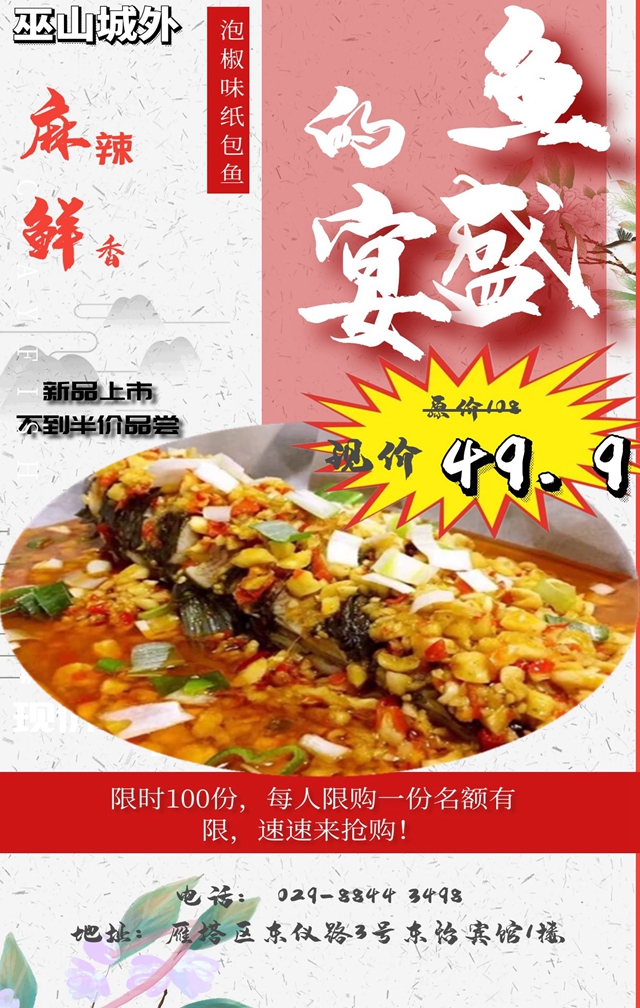 巫山城外
泡椒味纸包鱼
鱼
的
盛
宴
麻辣
鲜香
新品上市
不到半价品尝
原价108
现价 49.9
限时100份，每人限购一份名额有
限，速速来抢购！
电话： 029-8844 3498
地址：雁塔区东仪路3号东怡宾馆1楼